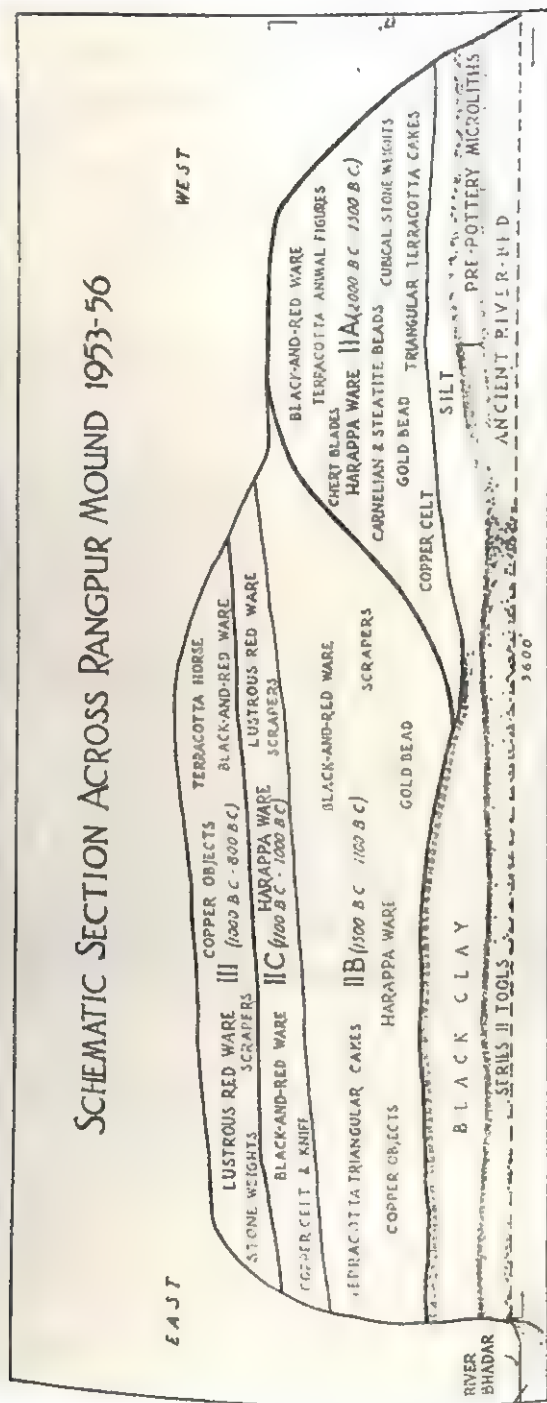 SCHEMATIC SECTION ACROSS RANGPUR MOUND 1953-56
EAST
WEST
TERRACOTTA HORSE
COPPER OBJECTS
LUSTROUS RED WARE III (1000 B C - 800 B C) BLACK-AND-RED WARE
STONE WEIGHTS SCRAPERS
LUSTROUS RED WARE
HARAPPA WARE SCRAPERS
BLACK-AND-RED WARE IIC (1100 B C - 1000 B C)
COPPER CELT & KNIFE
BLACK-AND-RED WARE
TERRACOTTA TRIANGULAR CAKES IIB (1500 B C - 1100 B C)
SCRAPERS
COPPER OBJECTS HARAPPA WARE
GOLD BEAD
BLACK-AND-RED WARE
TERRACOTTA ANIMAL FIGURES
CHERT BLADES
HARAPPA WARE IIA (2000 B C 1500 B C)
CARNELIAN & STEATITE BEADS CUBICAL STONE WEIGHTS
GOLD BEAD TRIANGULAR TERRACOTTA CAKES
COPPER CELT
SILT
BLACK CLAY
PRE-POTTERY MICROLITHS
RIVER
BHADAR
SERIES II TOOLS
ANCIENT RIVER-BED
3600'